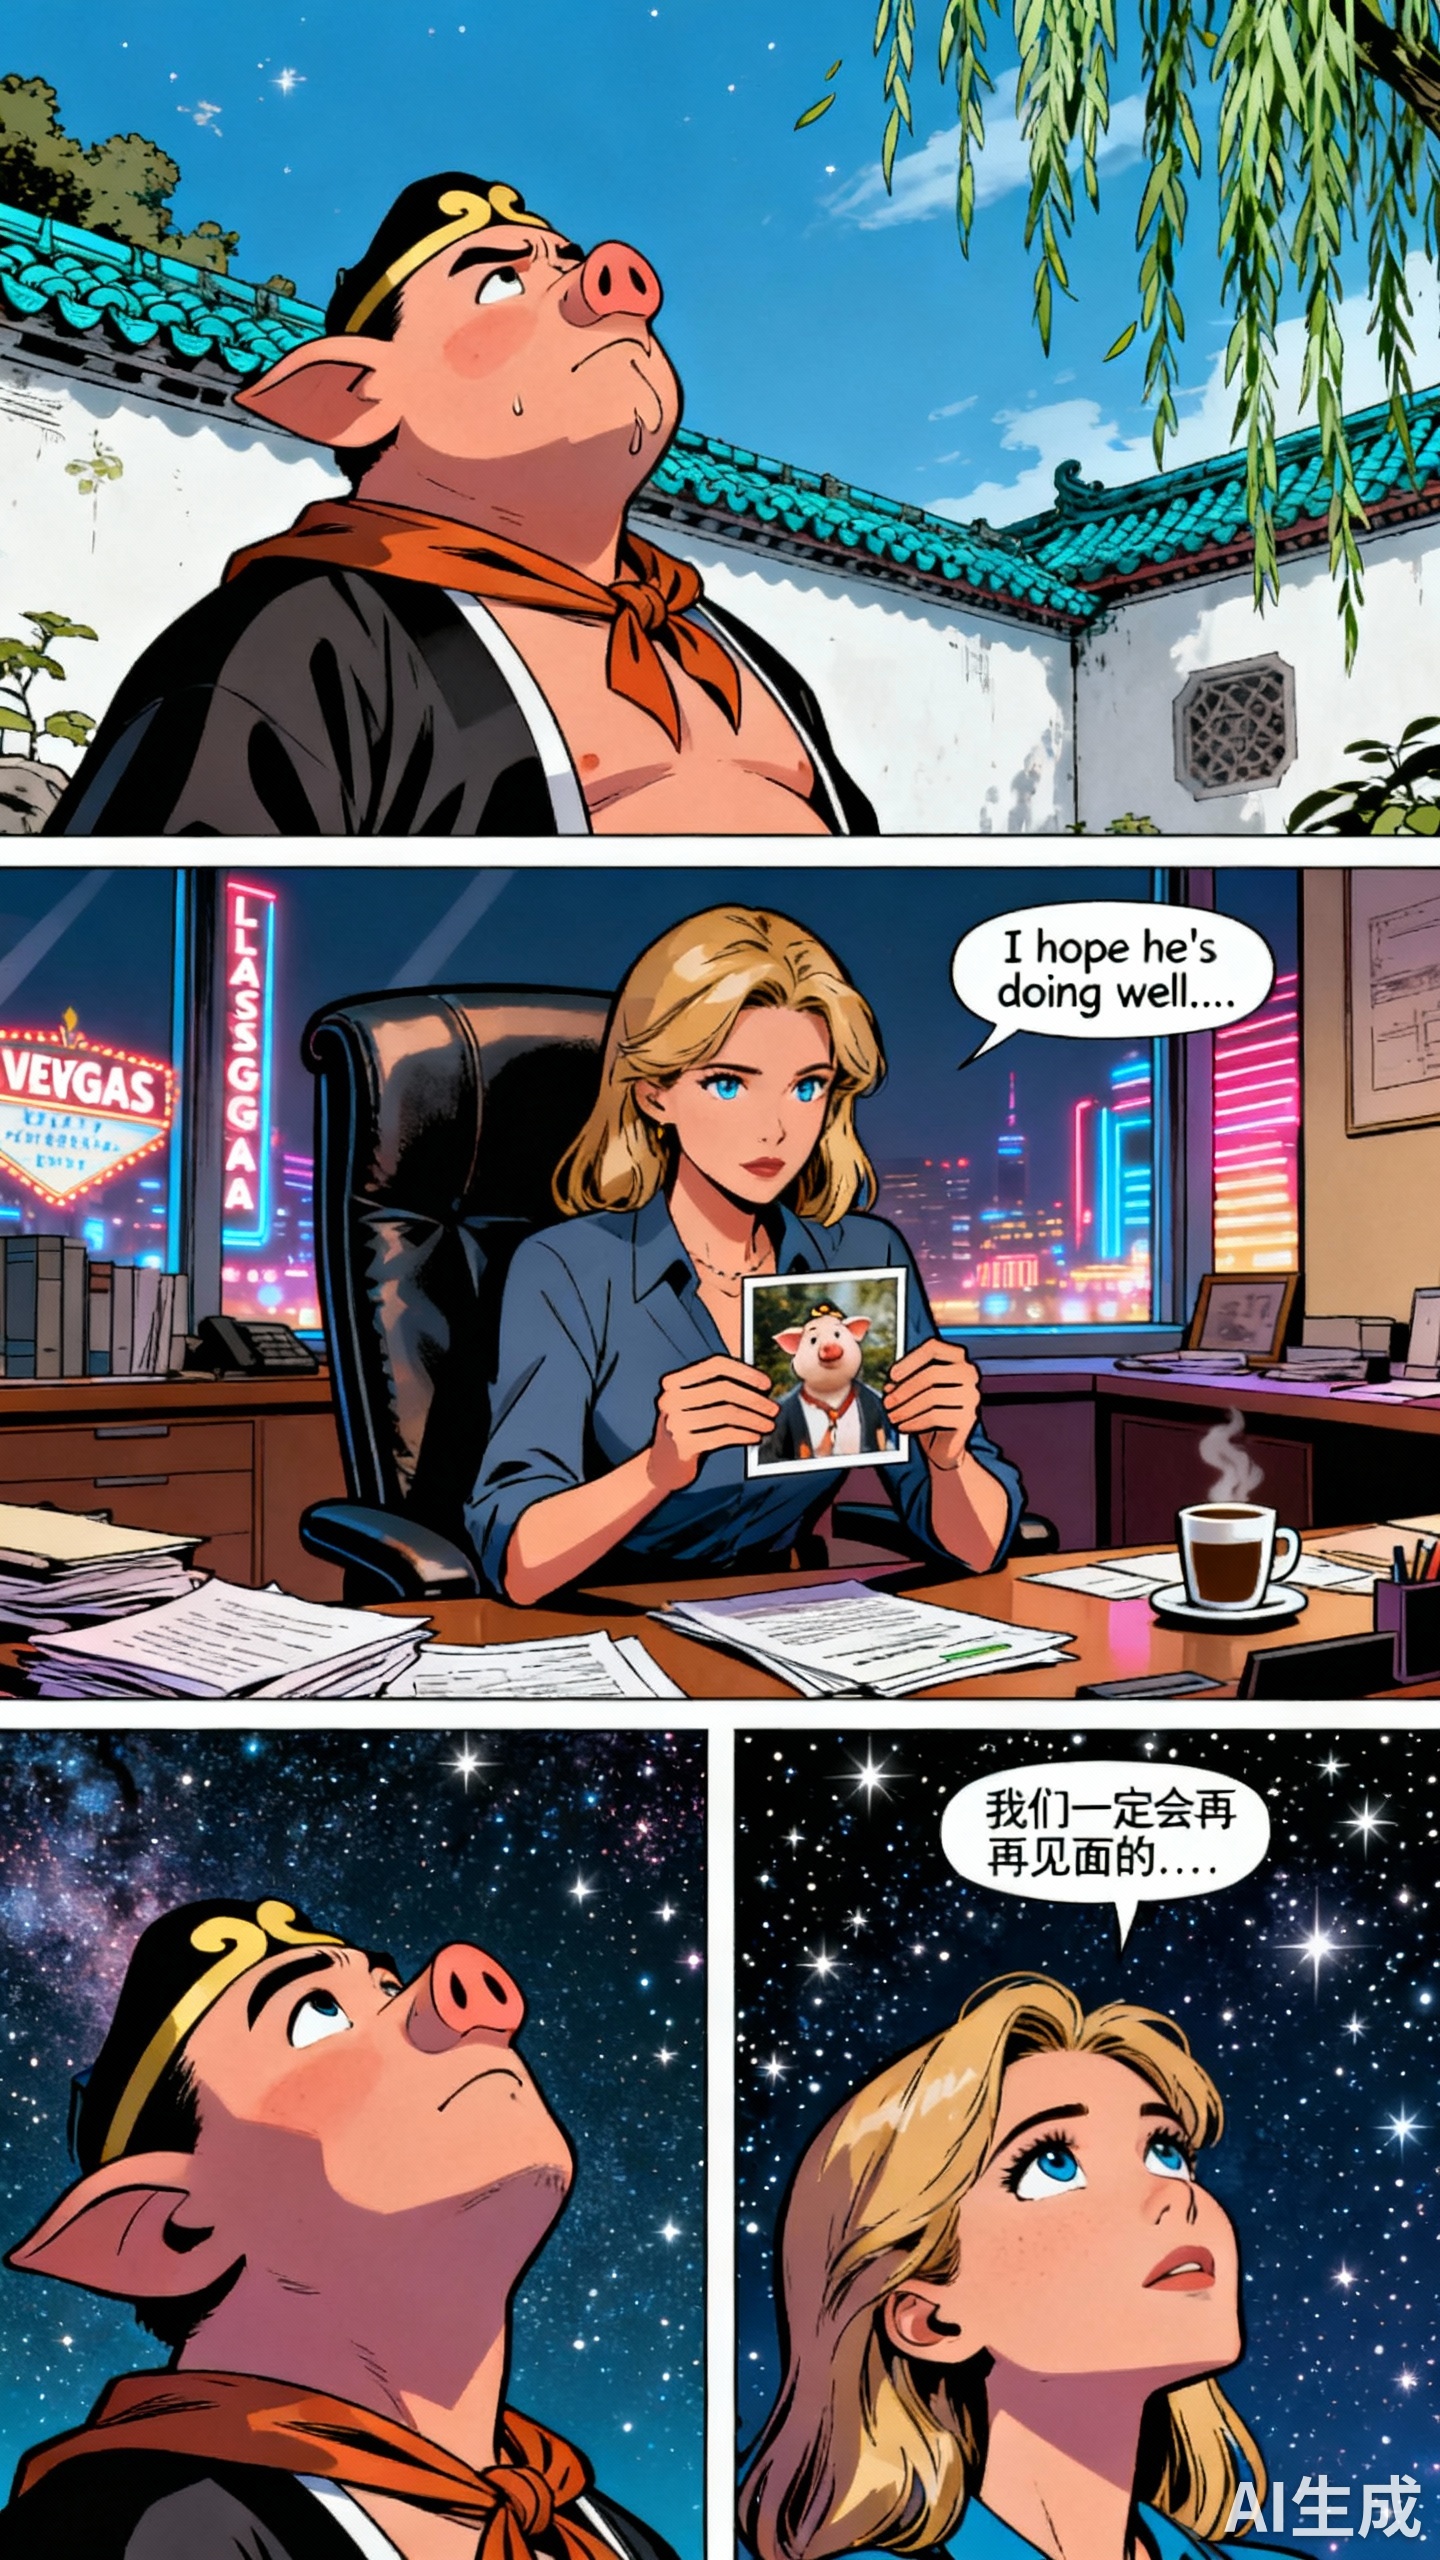 LLASSGGAA
VEVGAS
I hope he's
doing well....
我们一定会再
再见面的....
AI生成